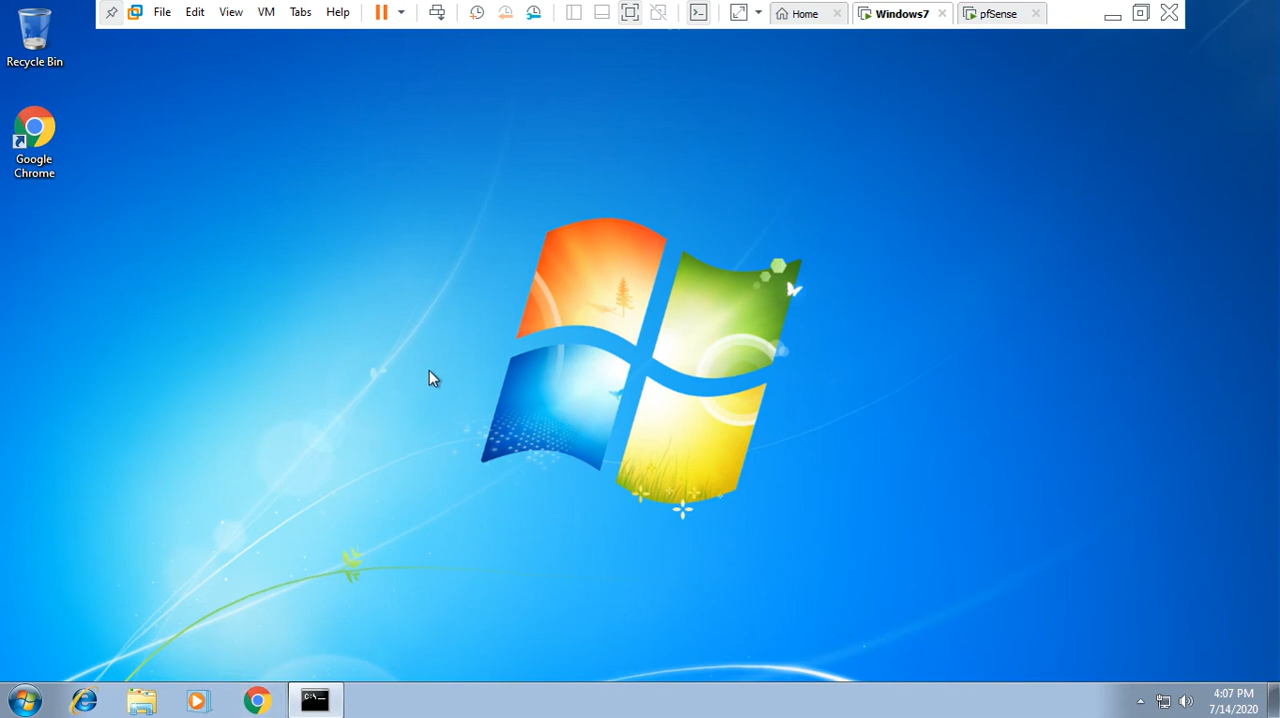 File Edit View VM Tabs Help Home Windows7 pfSense
Recycle Bin
Google
Chrome
C:\_
4:07 PM
7/14/2020